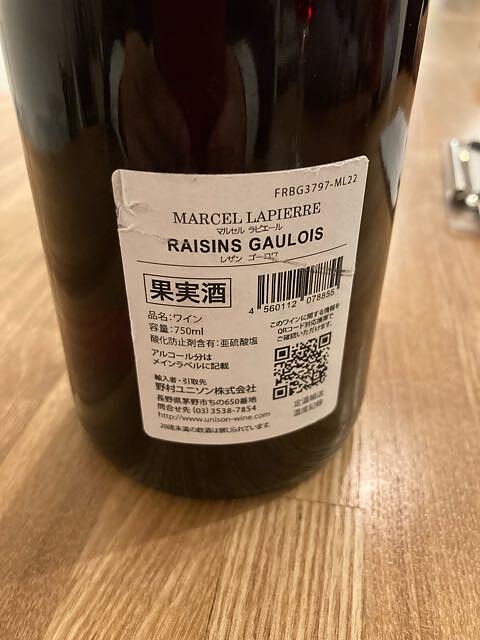 FRBG3797-ML22
MARCEL LAPIERRE
マルセル ラピエール
RAISINS GAULOIS
レザン ゴーロワ
果実酒
4 560112 078855
品名:ワイン
容量:750ml
酸化防止剤含有:亜硫酸塩
アルコール分は
メインラベルに記載
このワインに関する情報を
QRコード対応携帯で
ご確認いただけます。
輸入者・引取先
野村ユニソン株式会社
長野県茅野市ちの650番地
問合せ先 (03)3538-7854
http://www.unison-wine.com
20歳未満の飲酒は禁じられています。
定温輸送
温度記録